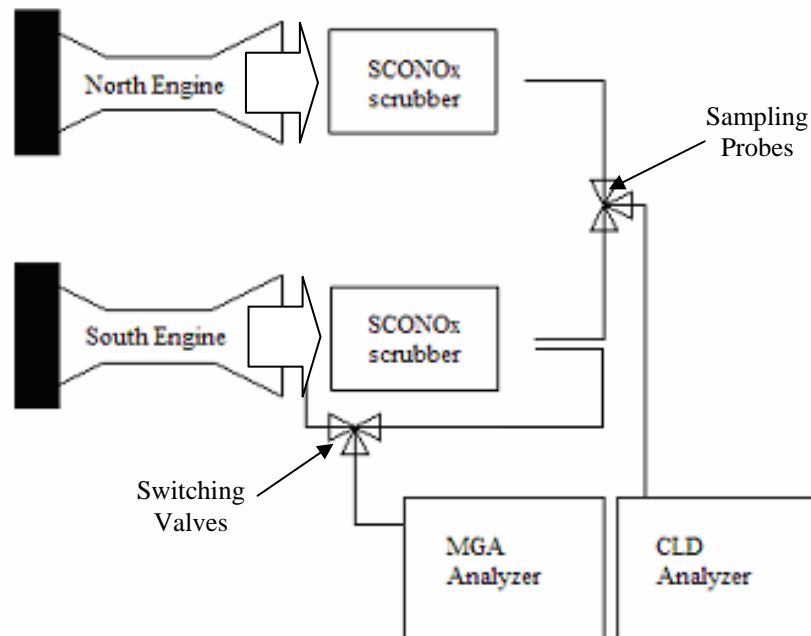 North Engine
SCONOx
scrubber
Sampling
Probes
South Engine
SCONOx
scrubber
Switching
Valves
MGA
Analyzer
CLD
Analyzer